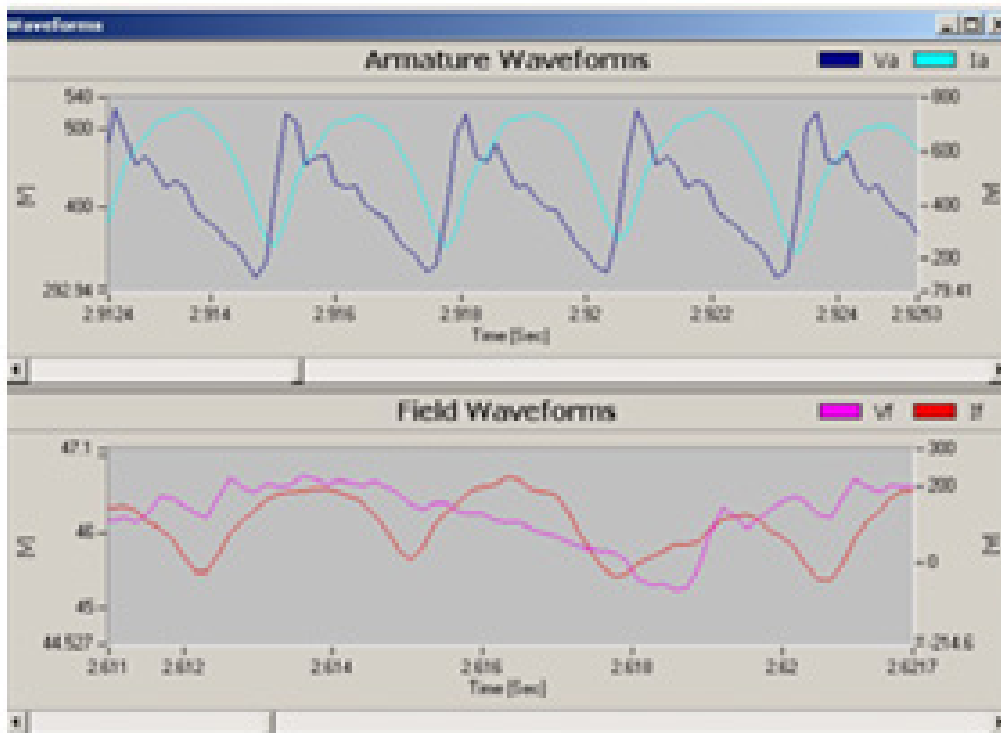 Waveforms
Armature Waveforms
Va
Ia
540
500
400
292.94
[V]
800
600
400
200
79.41
2.9124
2.914
2.916
2.918
2.92
2.922
2.924
2.9253
Time [Sec]
Field Waveforms
Vf
If
47.1
46
45
44.527
[V]
300
200
0
-214.6
2.611
2.612
2.614
2.616
2.618
2.62
2.6217
Time [Sec]